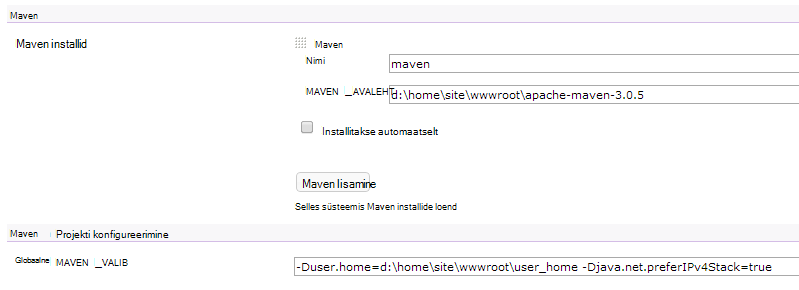 Maven
Maven installid
Maven
Nimi
maven
MAVEN _AVALEHT
d:\home\site\wwwroot\apache-maven-3.0.5
Installitakse automaatselt
Maven lisamine
Selles süsteemis Maven installide loend
Maven Projekti konfigureerimine
Globaalne MAVEN _VALIB
-Duser.home=d:\home\site\wwwroot\user_home -Djava.net.preferIPv4Stack=true